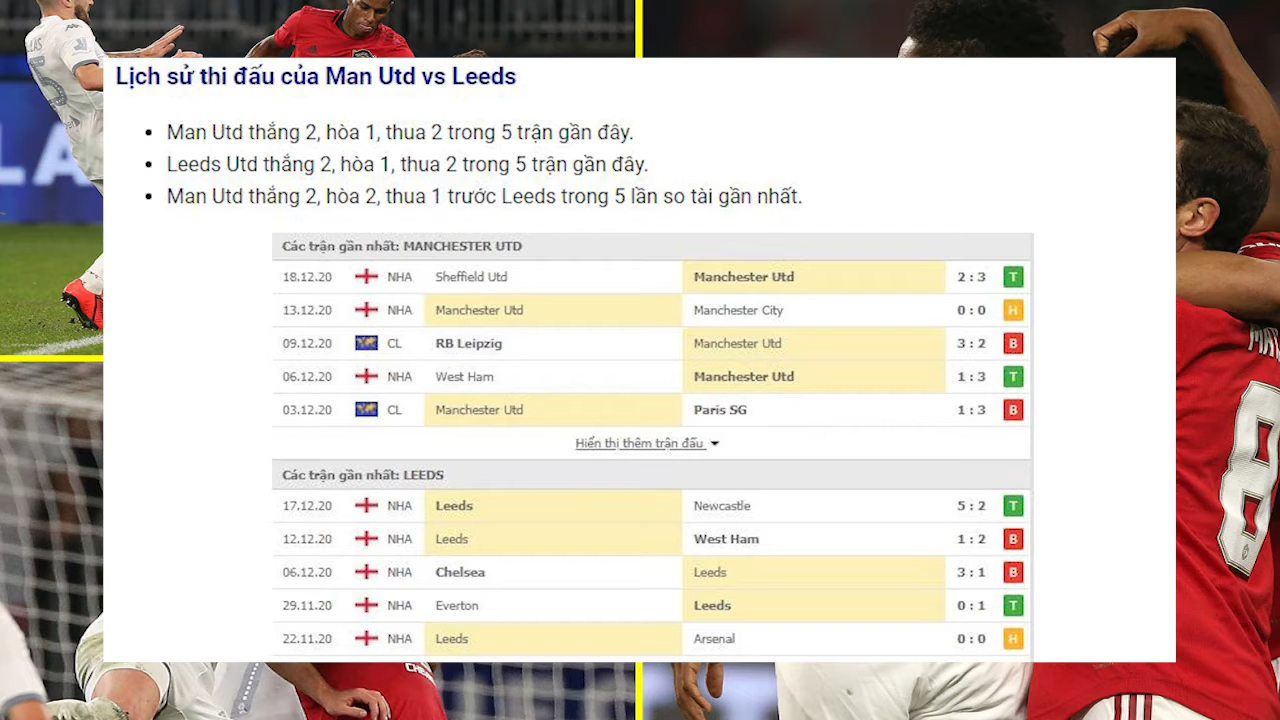 Lịch sử thi đấu của Man Utd vs Leeds
• Man Utd thắng 2, hòa 1, thua 2 trong 5 trận gần đây.
• Leeds Utd thắng 2, hòa 1, thua 2 trong 5 trận gần đây.
• Man Utd thắng 2, hòa 2, thua 1 trước Leeds trong 5 lần so tài gần nhất.
Các trận gần nhất: MANCHESTER UTD
18.12.20 NHA Sheffield Utd Manchester Utd 2 : 3 T
13.12.20 NHA Manchester Utd Manchester City 0 : 0 H
09.12.20 CL RB Leipzig Manchester Utd 3 : 2 B
06.12.20 NHA West Ham Manchester Utd 1 : 3 T
03.12.20 CL Manchester Utd Paris SG 1 : 3 B
Hiển thị thêm trận đấu
Các trận gần nhất: LEEDS
17.12.20 NHA Leeds Newcastle 5 : 2 T
12.12.20 NHA Leeds West Ham 1 : 2 B
06.12.20 NHA Chelsea Leeds 3 : 1 B
29.11.20 NHA Everton Leeds 0 : 1 T
22.11.20 NHA Leeds Arsenal 0 : 0 H
8